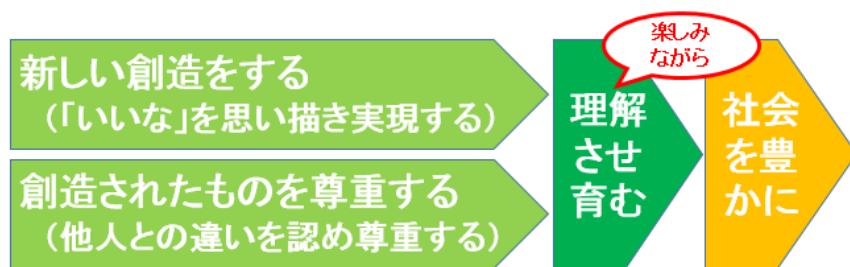 新しい創造をする
（「いいな」を思い描き実現する）
創造されたものを尊重する
（他人との違いを認め尊重する）
楽しみ
ながら
理解
させ
育む
社会
を豊
かに